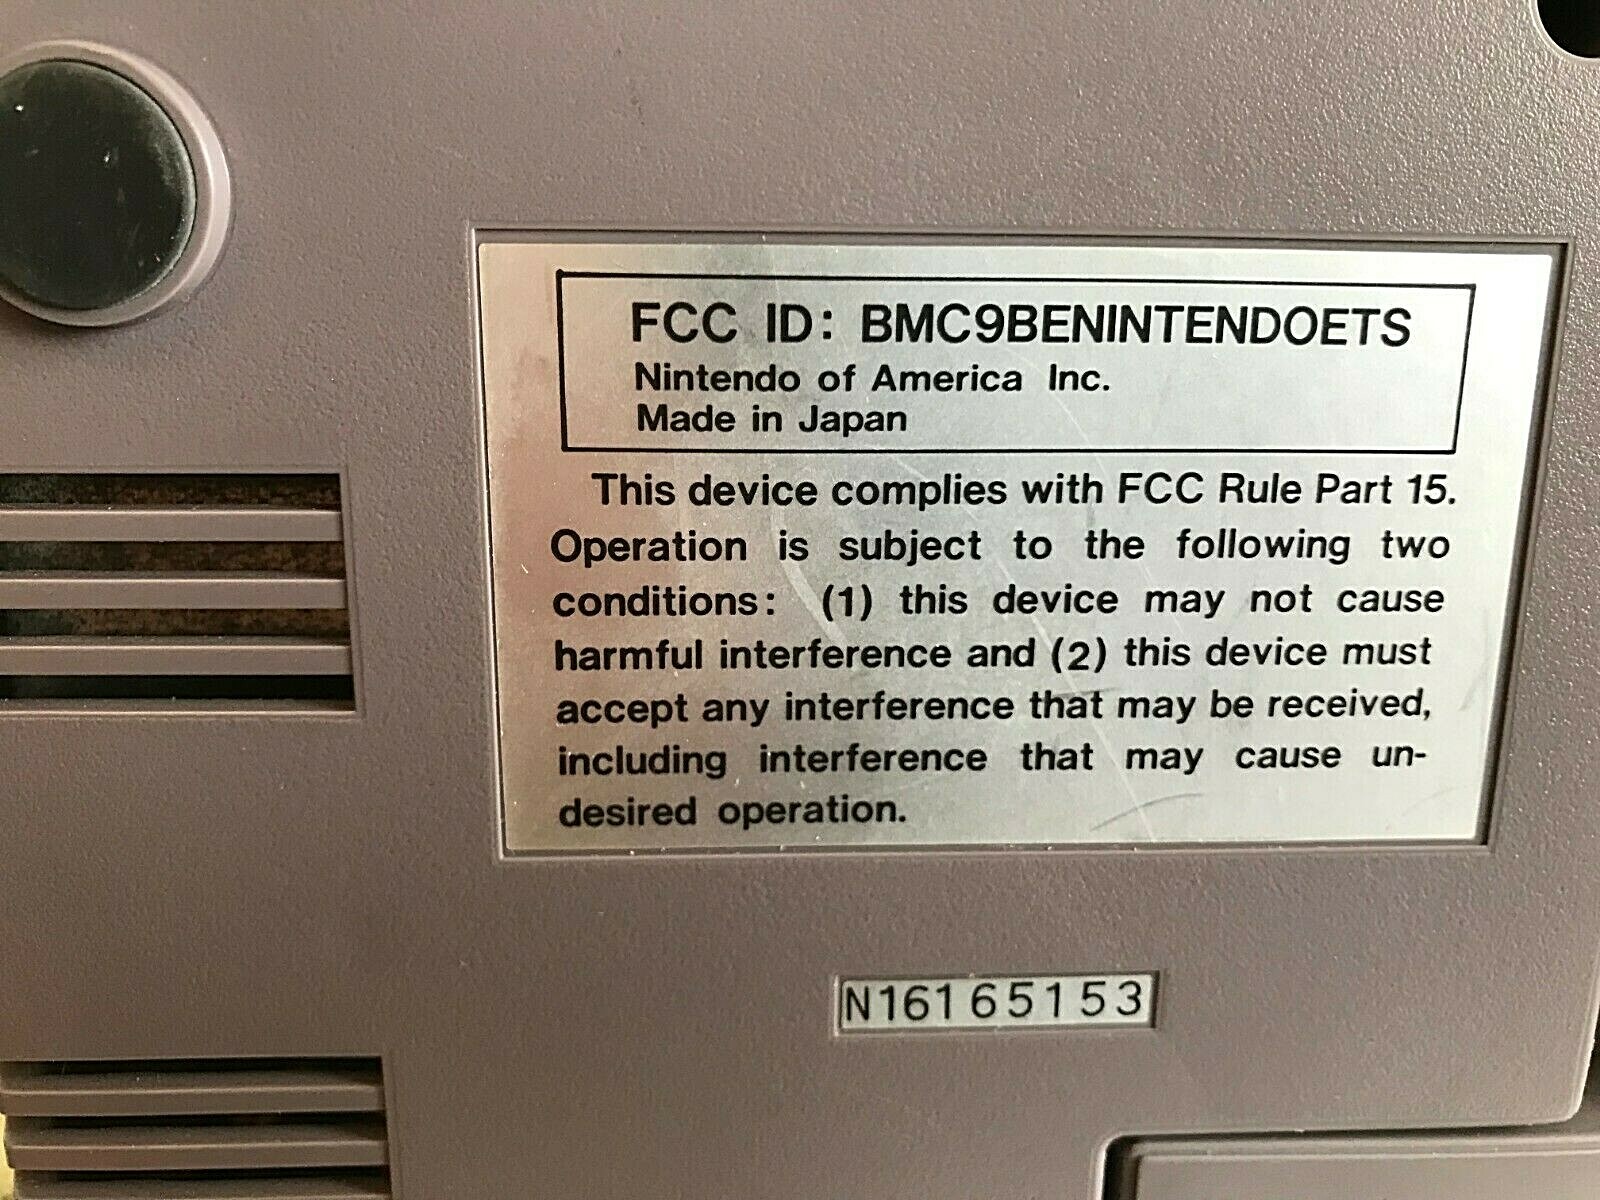 FCC ID: BMC9BENINTENDOETS
Nintendo of America Inc.
Made in Japan
This device complies with FCC Rule Part 15.
Operation is subject to the following two
conditions: (1) this device may not cause
harmful interference and (2) this device must
accept any interference that may be received,
including interference that may cause un-
desired operation.
N16165153